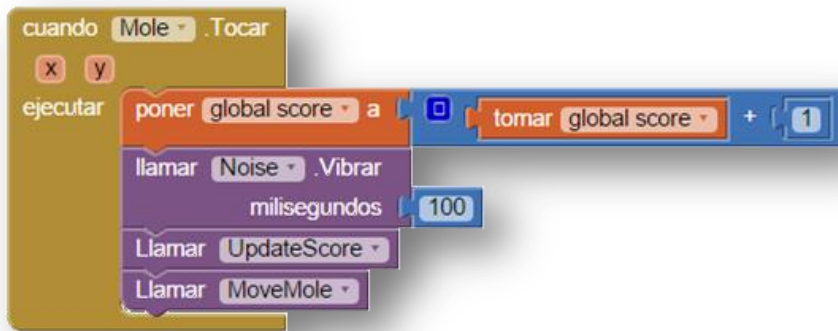 cuando Mole .Tocar
x y
ejecutar poner global score a tomar global score + 1
llamar Noise .Vibrar
milisegundos 100
Llamar UpdateScore
Llamar MoveMole